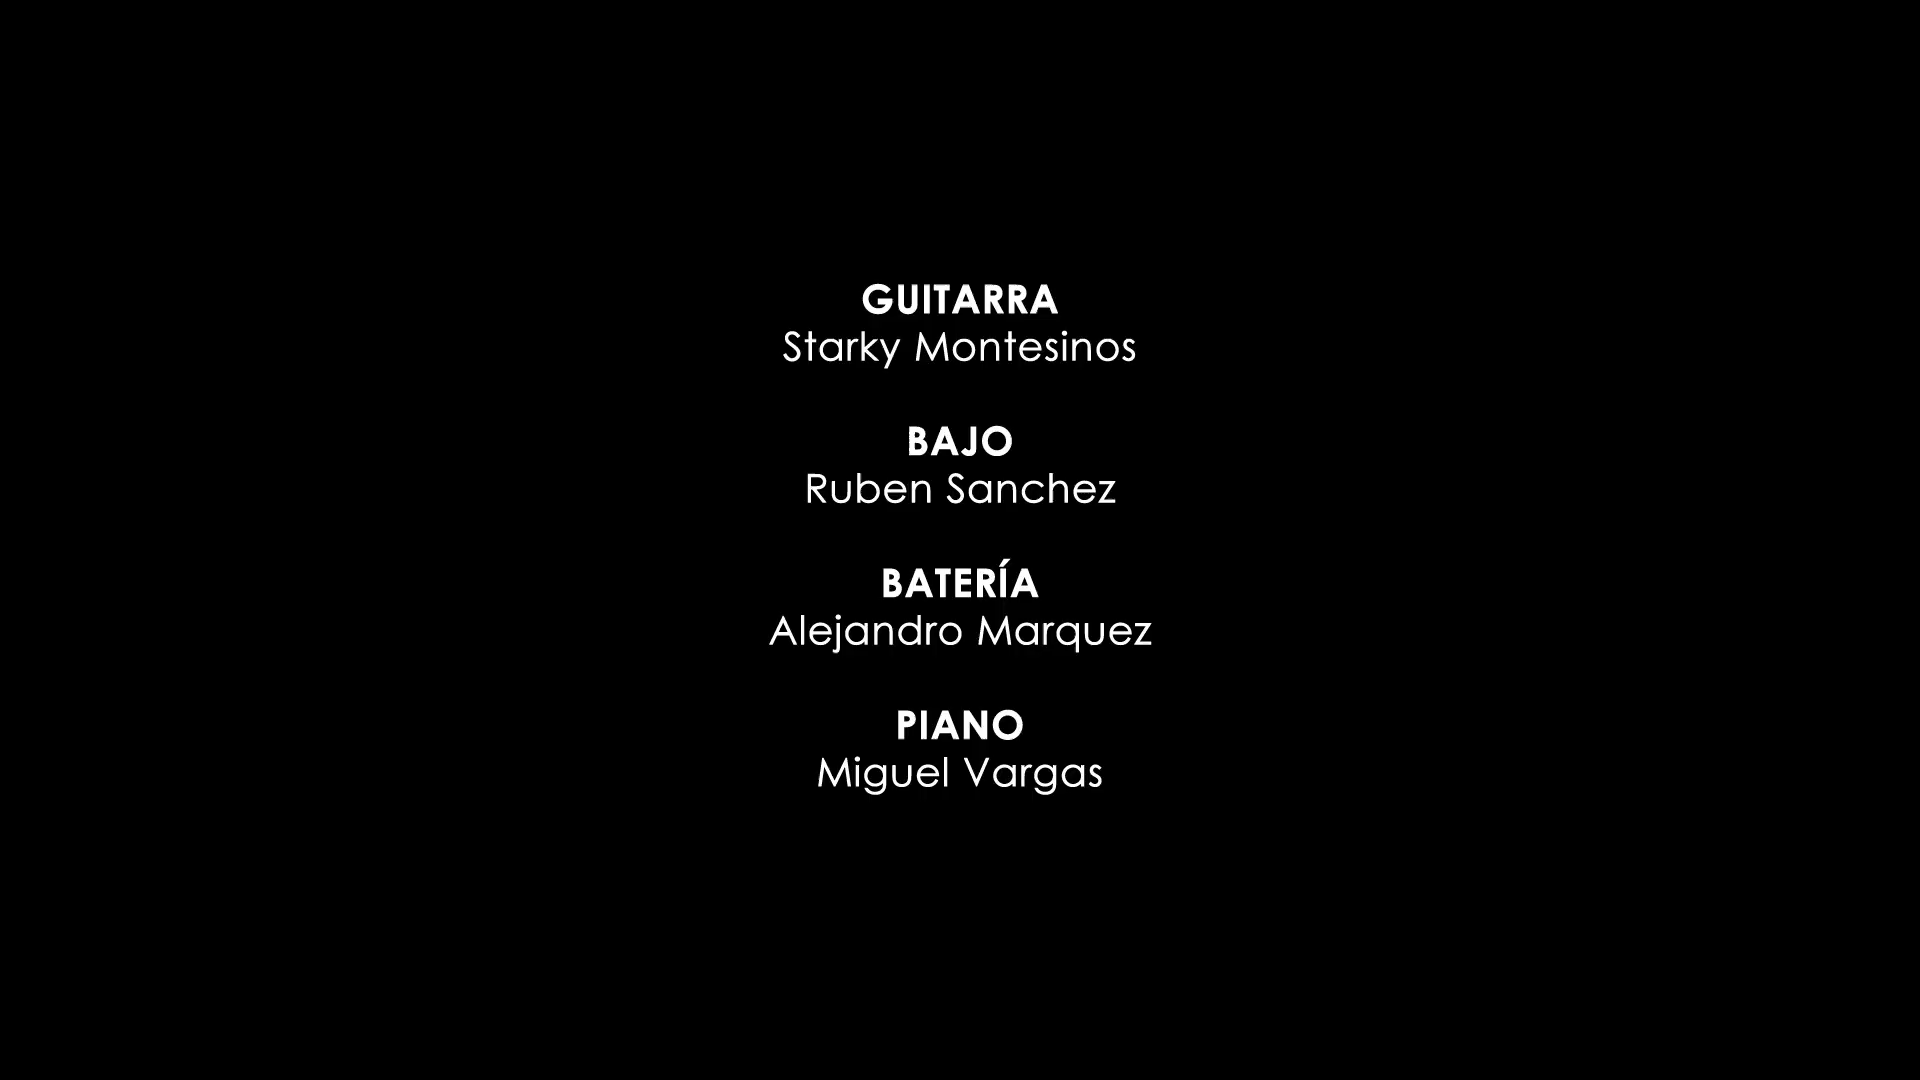 GUITARRA
Starky Montesinos
BAJO
Ruben Sanchez
BATERÍA
Alejandro Marquez
PIANO
Miguel Vargas